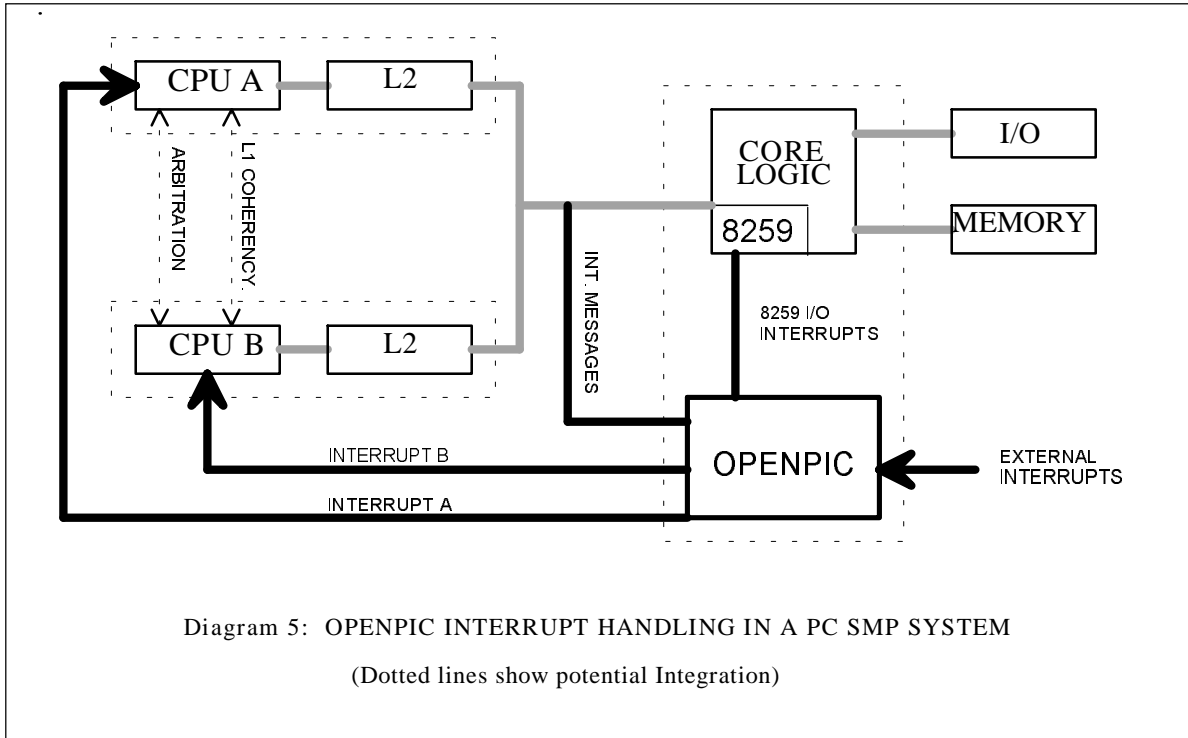 CPU A
L2
ARBITRATION
L1 COHERENCY.
CPU B
L2
CORE
LOGIC
8259
I/O
MEMORY
INT. MESSAGES
8259 I/O
INTERRUPTS
OPENPIC
INTERRUPT B
INTERRUPT A
EXTERNAL
INTERRUPTS
Diagram 5: OPENPIC INTERRUPT HANDLING IN A PC SMP SYSTEM
(Dotted lines show potential Integration)